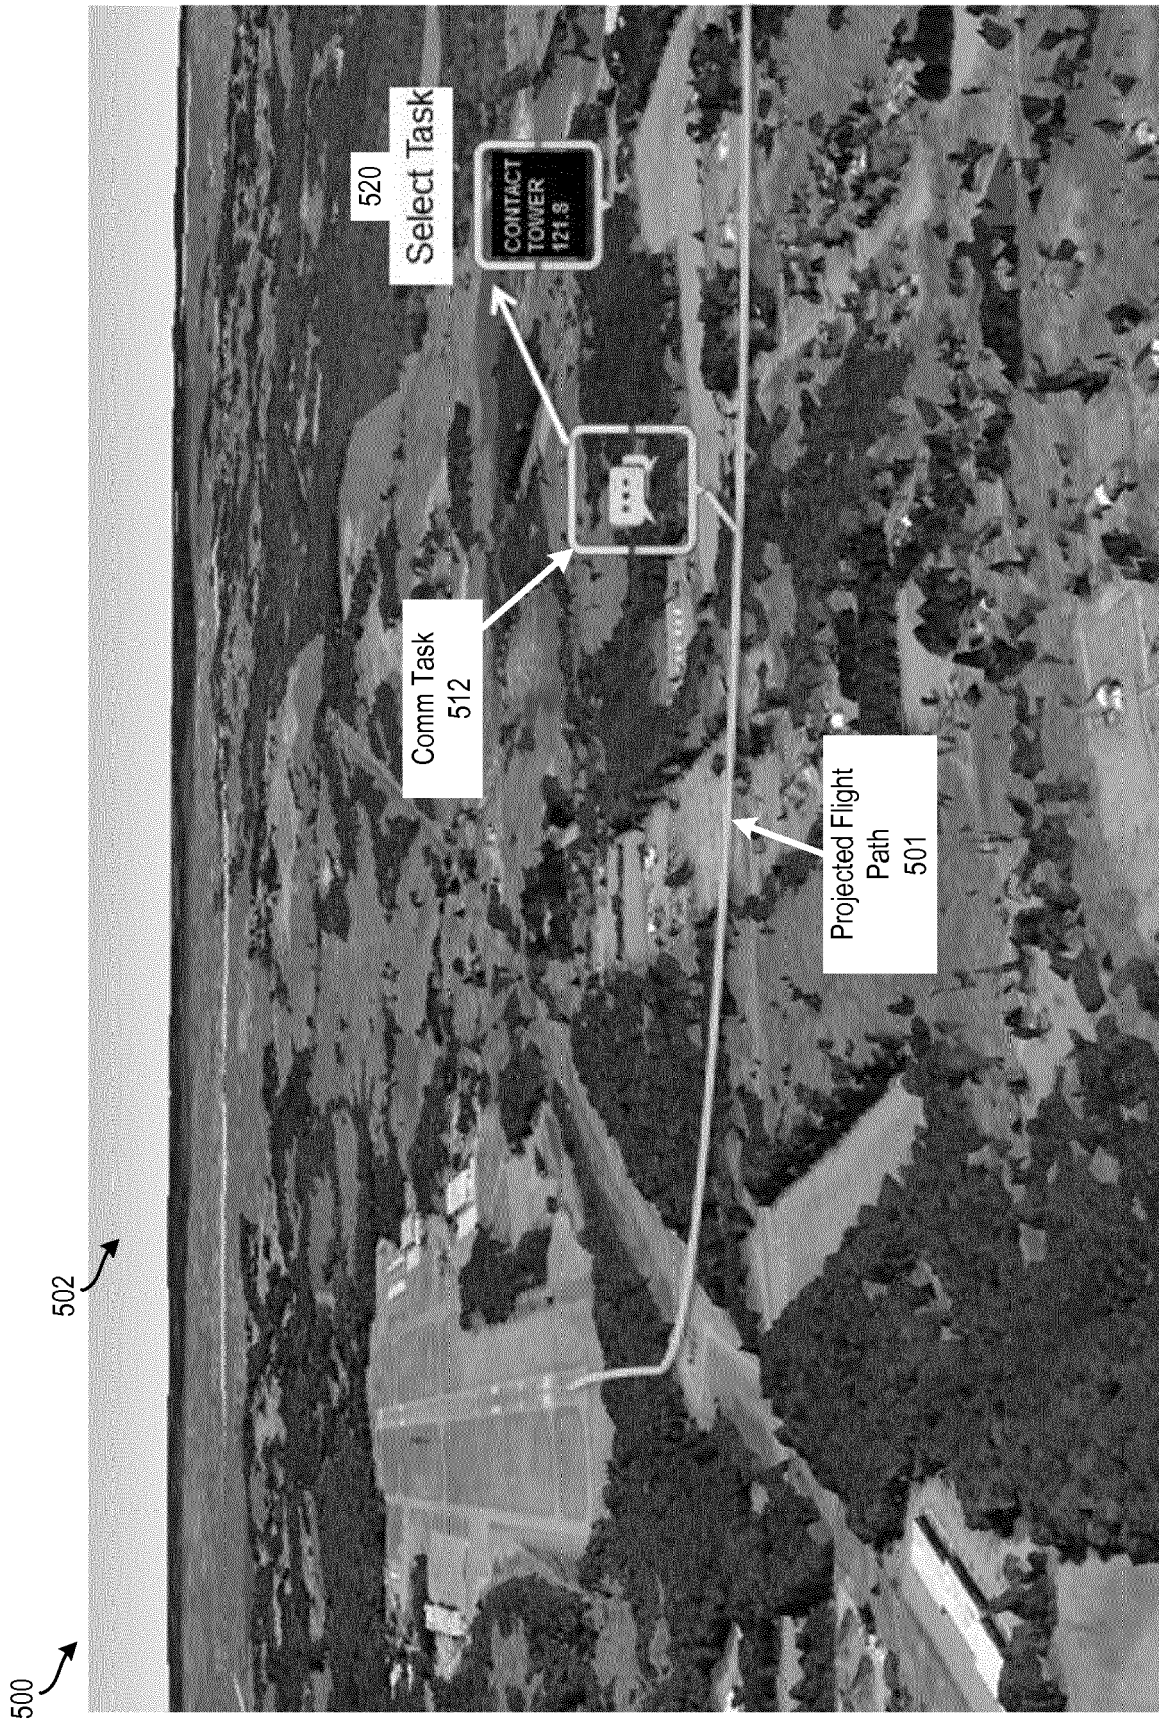 500
502
520
Select Task
CONTACT
TOWER
121.9
Comm Task
512
Projected Flight
Path
501